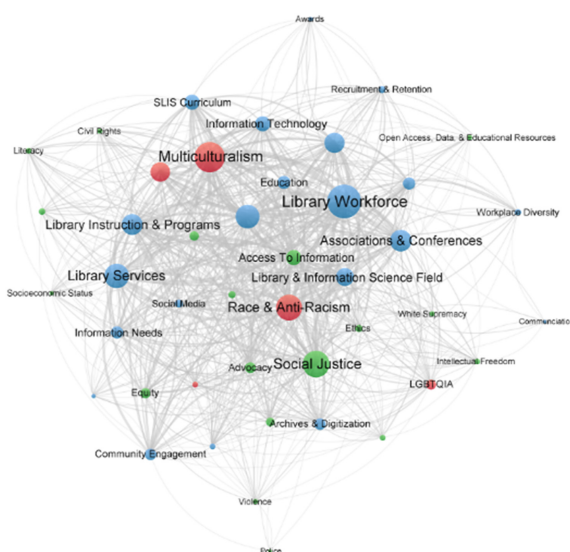 Awards
Recruitment & Retention
SLIS Curriculum
Information Technology
Civil Rights
Open Access, Data, & Educational Resources
Literacy
Multiculturalism
Education
Library Workforce
Workplace Diversity
Library Instruction & Programs
Associations & Conferences
Access To Information
Library Services
Library & Information Science Field
Socioeconomic Status
Social Media
Race & Anti-Racism
White Supremacy
Information Needs
Ethics
Intellectual Freedom
Advocacy
Social Justice
LGBTQIA
Equity
Archives & Digitization
Community Engagement
Violence
Police